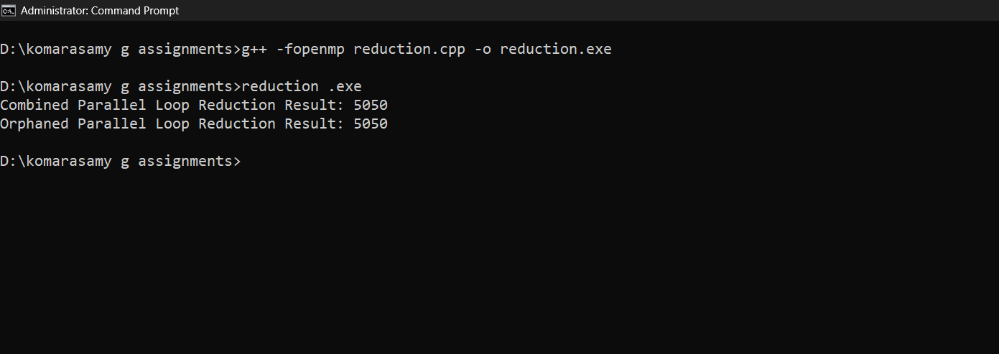 Administrator: Command Prompt
D:\komarasamy g assignments>g++ -fopenmp reduction.cpp -o reduction.exe
D:\komarasamy g assignments>reduction .exe
Combined Parallel Loop Reduction Result: 5050
Orphaned Parallel Loop Reduction Result: 5050
D:\komarasamy g assignments>